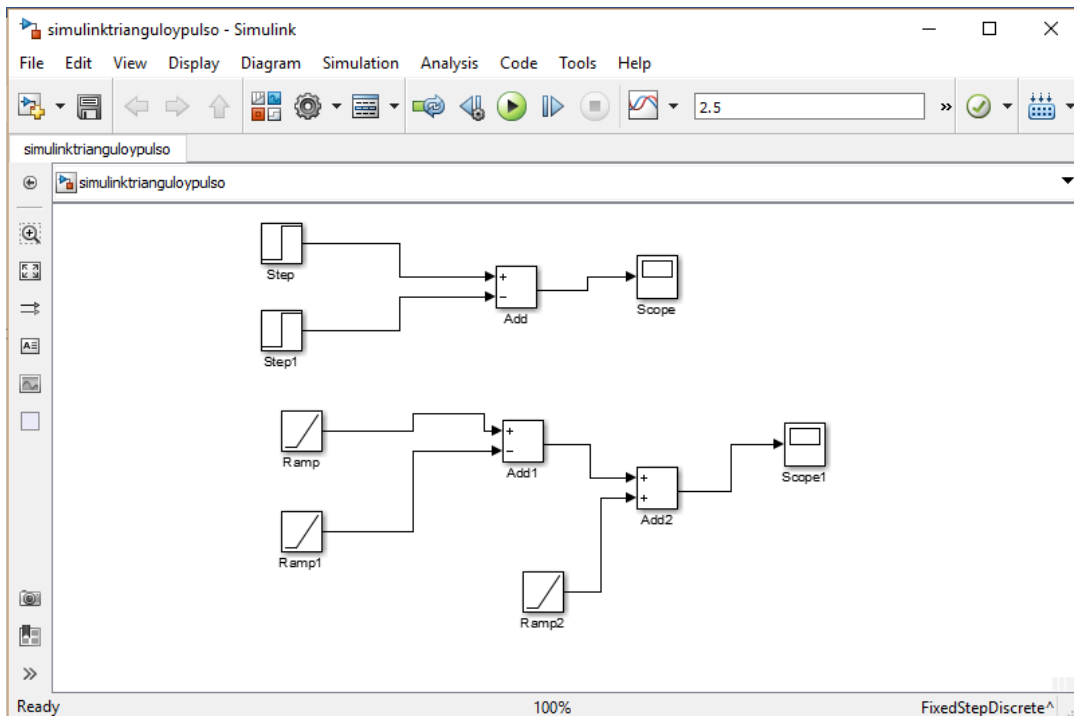 simulinktrianguloypulso - Simulink
File Edit View Display Diagram Simulation Analysis Code Tools Help
2.5
simulinktrianguloypulso
simulinktrianguloypulso
Step
+
−
Add
Scope
Step1
Ramp
+
−
Add1
Scope1
+
+
Add2
Ramp1
Ramp2
Ready 100% FixedStepDiscrete^